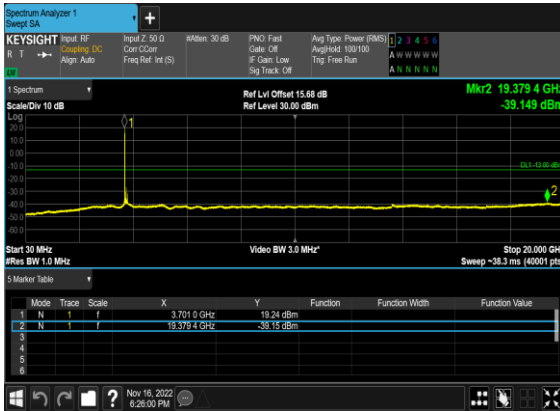 Spectrum Analyzer 1
Swept SA
+
KEYSIGHT Input: RF Input Z: 50 Ω #Atten: 30 dB PNO: Fast Avg Type: Power (RMS) 1 2 3 4 5 6
R T Coupling: DC Corr CCorr Gate: Off Avg|Hold: 100/100 A W W W W W
Align: Auto Freq Ref: Int (S) IF Gain: Low Trig: Free Run
Sig Track: Off A N N N N N
1 Spectrum
Scale/Div 10 dB Ref Lvl Offset 15.68 dB Mkr2 19.379 4 GHz
Ref Level 30.00 dBm -39.149 dBm
Log
20.0
10.0
0.00
-10.0
-20.0
-30.0
-40.0
-50.0
-60.0
1
DL1 -13.00 dBm
2
Start 30 MHz Video BW 3.0 MHz* Stop 20.000 GHz
#Res BW 1.0 MHz Sweep ~38.3 ms (40001 pts)
5 Marker Table
Mode Trace Scale X Y Function Function Width Function Value
1 N 1 f 3.701 0 GHz 19.24 dBm
2 N 1 f 19.379 4 GHz -39.15 dBm
3
4
5
6
? Nov 16, 2022
6:26:00 PM